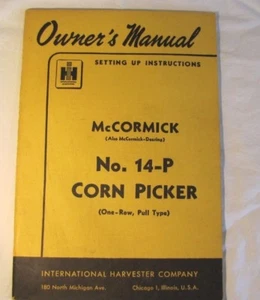 Owner's Manual
SETTING UP INSTRUCTIONS
IH
McCORMICK
(Also McCormick-Deering)
No. 14-P
CORN PICKER
(One-Row, Pull Type)
INTERNATIONAL HARVESTER COMPANY
180 North Michigan Ave. Chicago 1, Illinois, U.S.A.